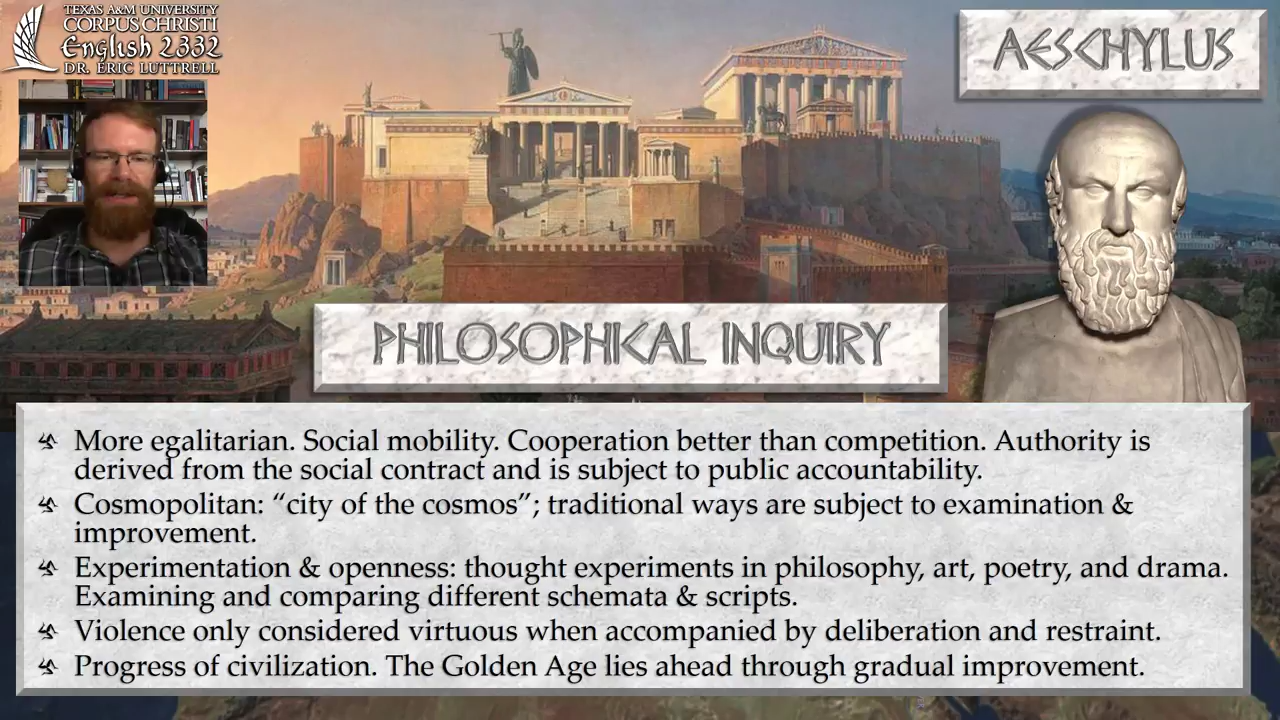 TEXAS A&M UNIVERSITY
CORPUS CHRISTI
English 2332
DR. ERIC LUTTRELL
AESCHYLUS
PHILOSOPHICAL INQUIRY
More egalitarian. Social mobility. Cooperation better than competition. Authority is
derived from the social contract and is subject to public accountability.
Cosmopolitan: “city of the cosmos”; traditional ways are subject to examination &
improvement.
Experimentation & openness: thought experiments in philosophy, art, poetry, and drama.
Examining and comparing different schemata & scripts.
Violence only considered virtuous when accompanied by deliberation and restraint.
Progress of civilization. The Golden Age lies ahead through gradual improvement.